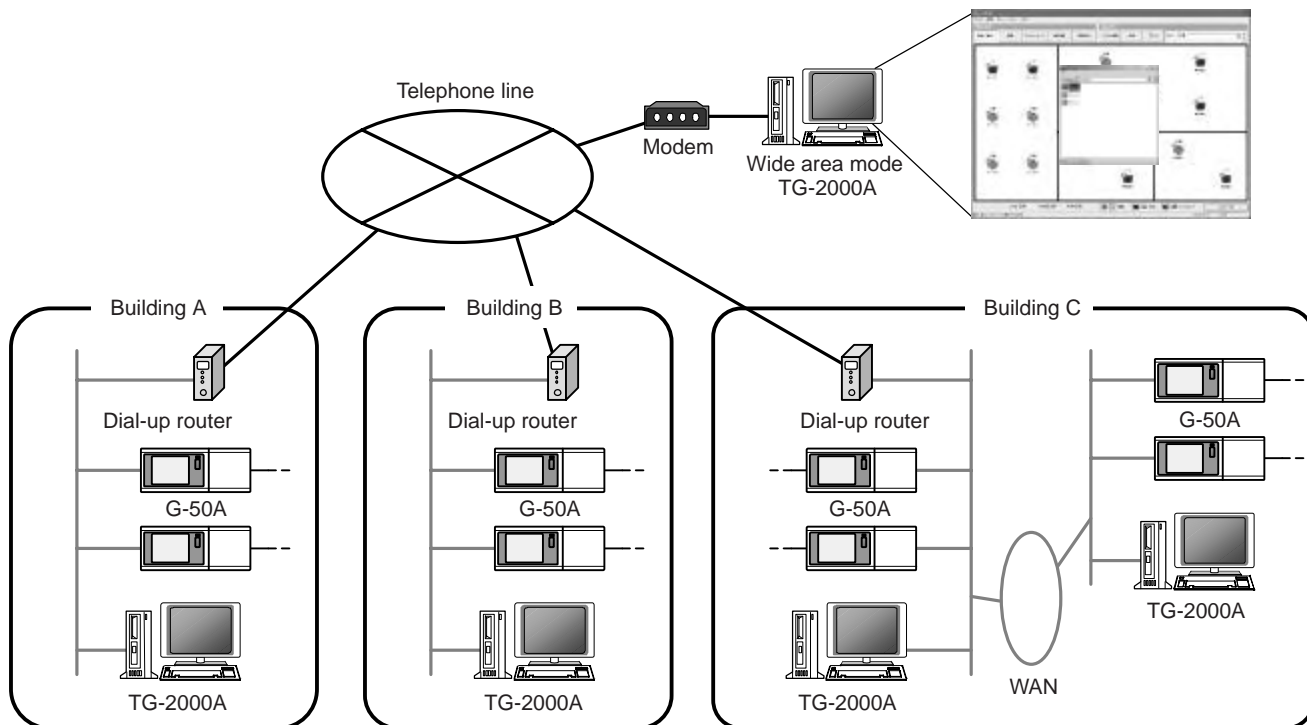 Telephone line
Modem
Wide area mode
TG-2000A
Building A
Building B
Building C
Dial-up router
Dial-up router
Dial-up router
G-50A
G-50A
G-50A
G-50A
TG-2000A
TG-2000A
TG-2000A
TG-2000A
WAN